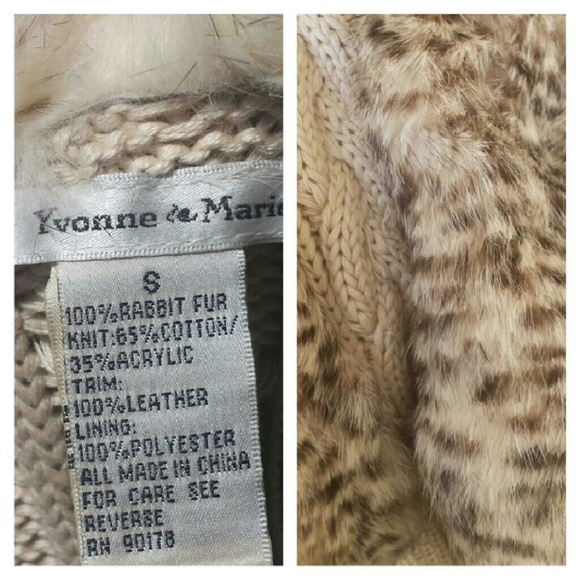 Yvonne & Marie
S
100%RABBIT FUR
KNIT:65%COTTON/
35%ACRYLIC
TRIM:
100%LEATHER
LINING:
100%POLYESTER
ALL MADE IN CHINA
FOR CARE SEE
REVERSE
RN 90178